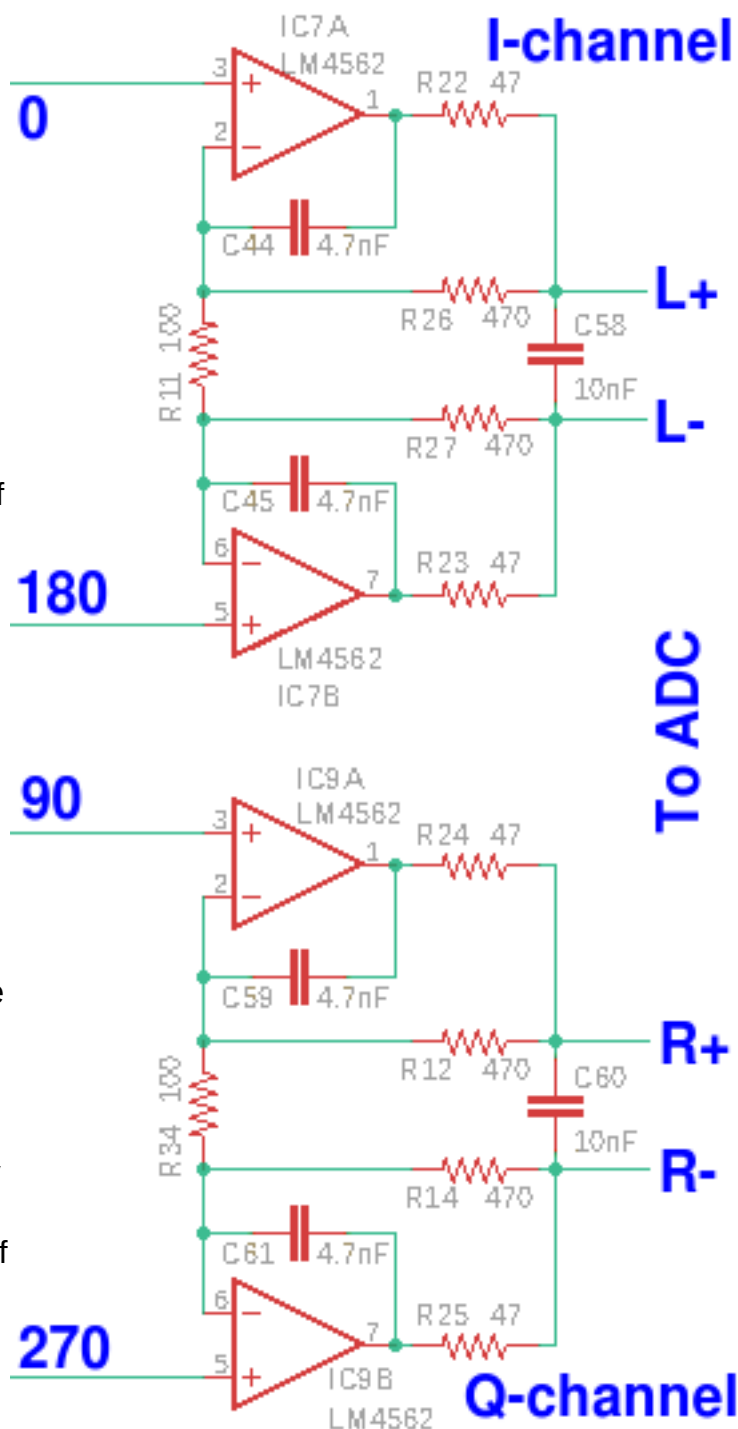 IC7A
LM4562
I-channel
R22 47
3
1
0
2
C44 4.7nF
L+
R26 470
C58
R11 100
10nF
L-
R27 470
f
C45 4.7nF
6
R23 47
7
180
5
LM4562
IC7B
To ADC
90
IC9A
LM4562
R24 47
3
1
2
e
C59 4.7nF
R+
R12 470
C60
R34 100
10nF
R-
R14 470
f
C61 4.7nF
6
R25 47
7
270
5
IC9B
Q-channel
LM4562